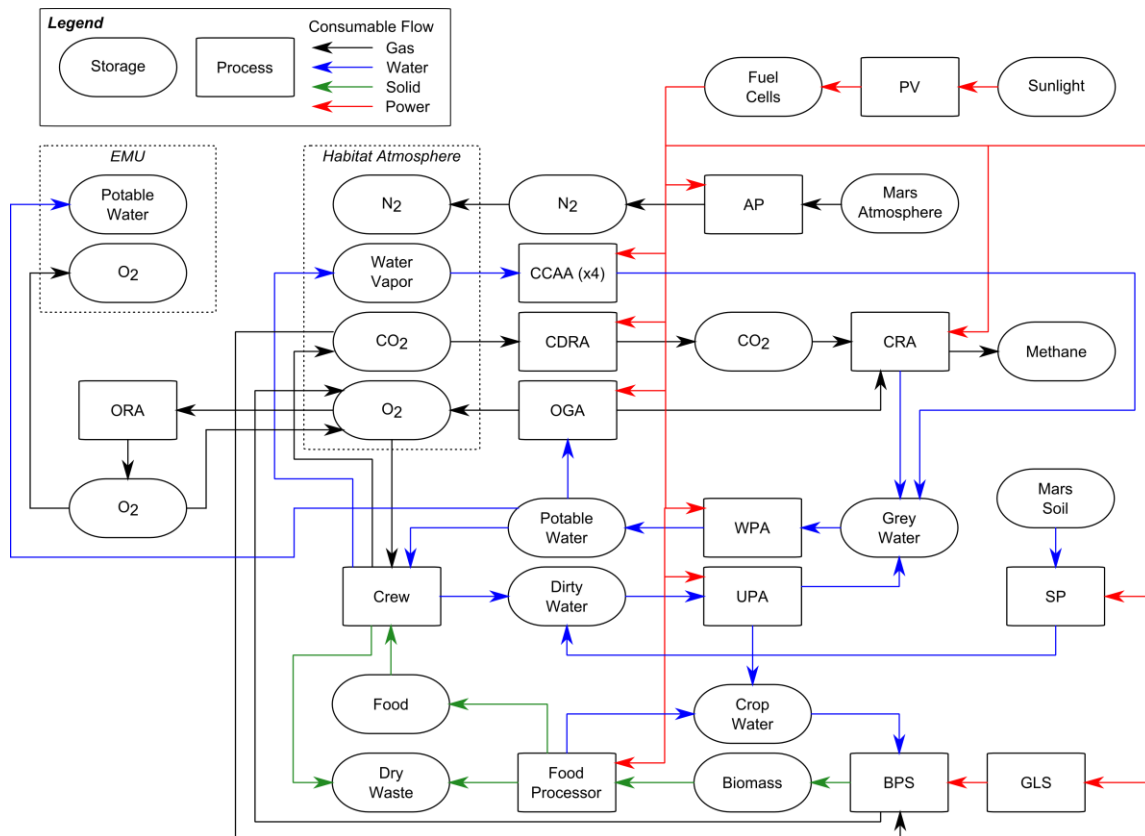 Legend
Storage
Process
Consumable Flow
Gas
Water
Solid
Power
Fuel
Cells
PV
Sunlight
EMU
Potable
Water
O2
Habitat Atmosphere
N2
N2
AP
Mars
Atmosphere
Water
Vapor
CCAA (x4)
CO2
CDRA
CO2
CRA
Methane
ORA
O2
OGA
O2
Potable
Water
WPA
Grey
Water
Mars
Soil
Crew
Dirty
Water
UPA
SP
Food
Crop
Water
Dry
Waste
Food
Processor
Biomass
BPS
GLS